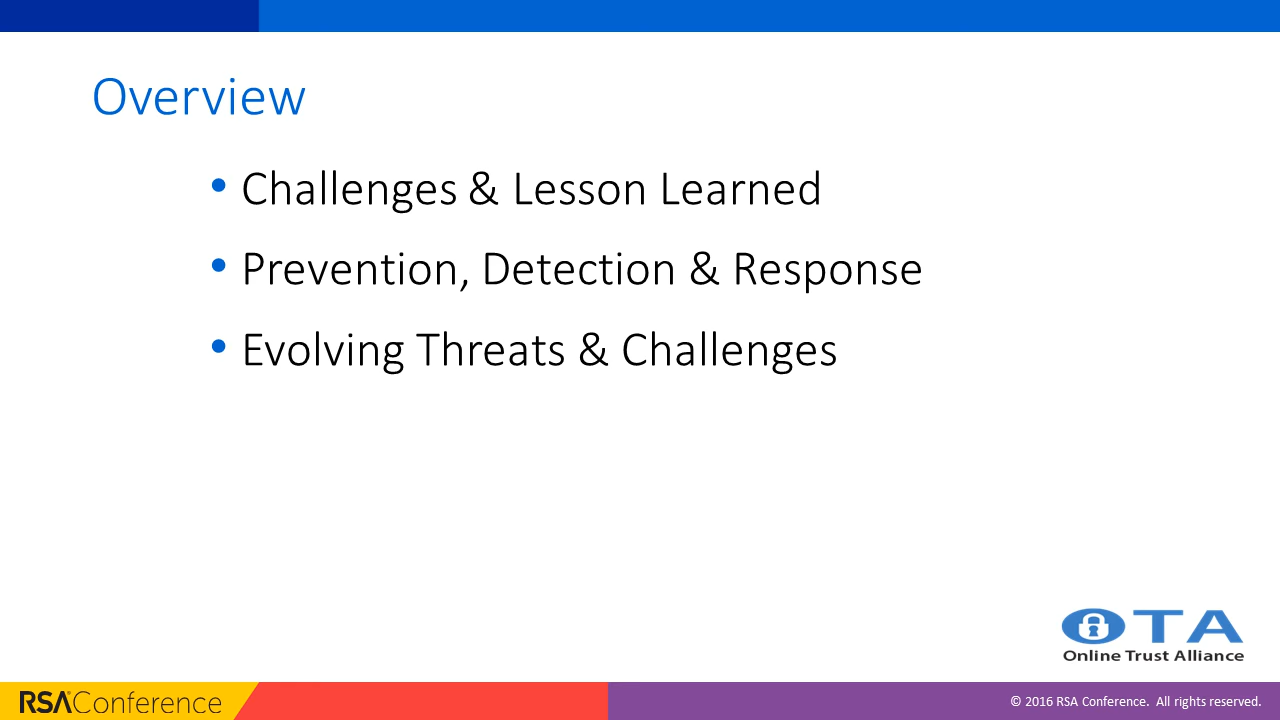 Overview
• Challenges & Lesson Learned
• Prevention, Detection & Response
• Evolving Threats & Challenges
OTA
Online Trust Alliance
RSAConference
© 2016 RSA Conference. All rights reserved.